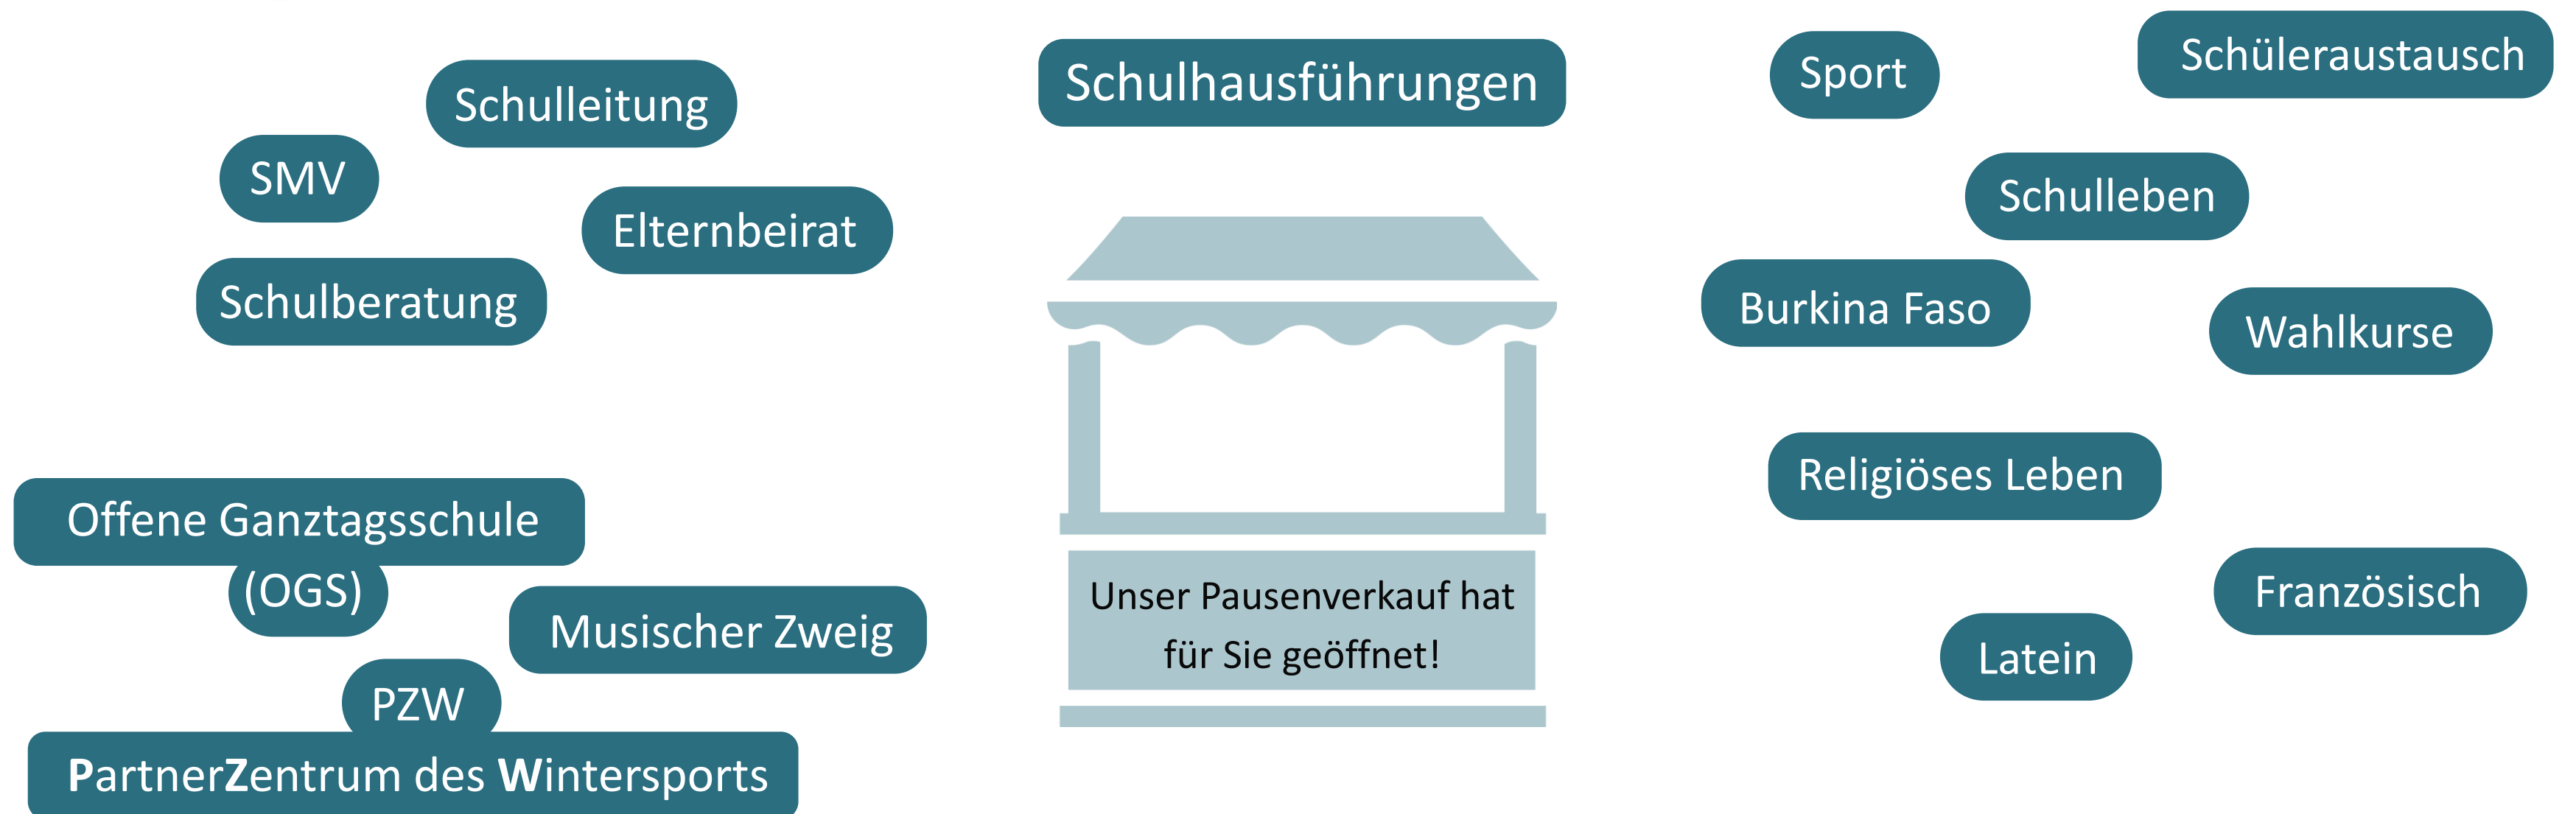 Schulleitung
SMV
Elternbeirat
Schulberatung
Offene Ganztagsschule
(OGS)
Musischer Zweig
PZW
PartnerZentrum des Wintersports
Schulhausführungen
Unser Pausenverkauf hat
für Sie geöffnet!
Sport
Schüleraustausch
Schulleben
Burkina Faso
Wahlkurse
Religiöses Leben
Französisch
Latein